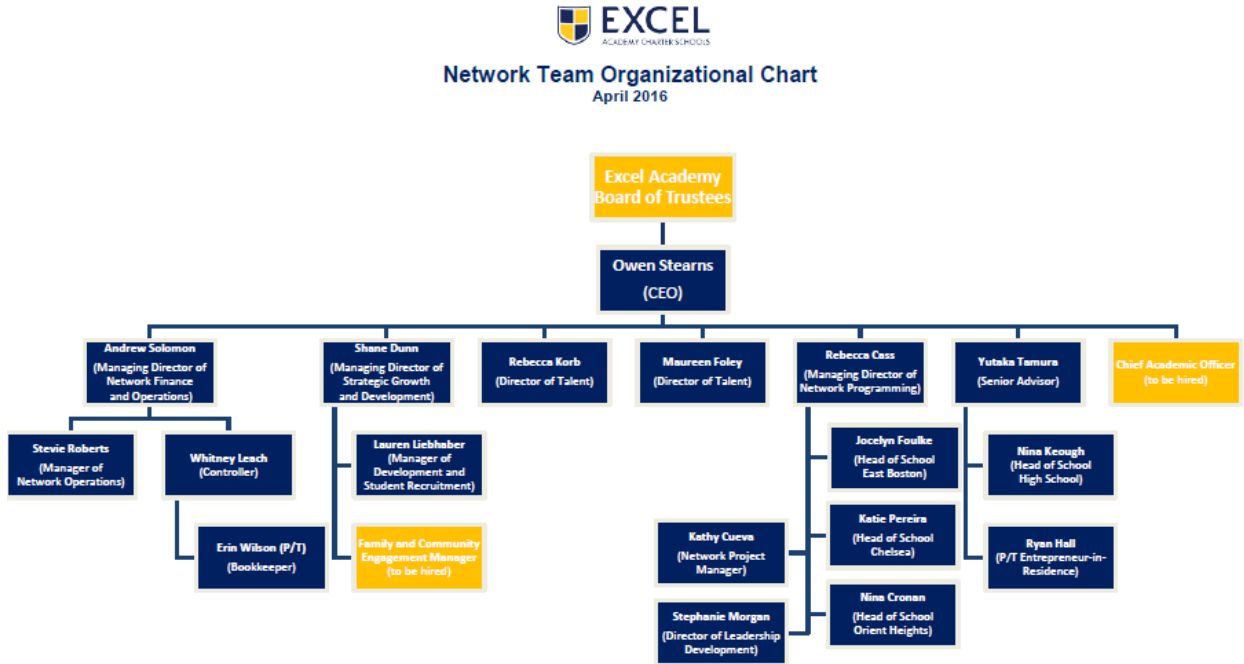 EXCEL
ACADEMY CHARTER SCHOOLS
Network Team Organizational Chart
April 2016
Excel Academy
Board of Trustees
Owen Stearns
(CEO)
Andrew Solomon
(Managing Director of
Network Finance
and Operations)
Shane Dunn
(Managing Director of
Strategic Growth
and Development)
Rebecca Korb
(Director of Talent)
Maureen Foley
(Director of Talent)
Rebecca Cass
(Managing Director of
Network Programming)
Yutaka Tamura
(Senior Advisor)
Chief Academic Officer
(to be hired)
Stevie Roberts
(Manager of
Network Operations)
Whitney Leach
(Controller)
Erin Wilson (P/T)
(Bookkeeper)
Lauren Liebhaber
(Manager of
Development and
Student Recruitment)
Family and Community
Engagement Manager
(to be hired)
Jocelyn Foulke
(Head of School
East Boston)
Kathy Cueva
(Network Project
Manager)
Katie Pereira
(Head of School
Chelsea)
Stephanie Morgan
(Director of Leadership
Development)
Nina Cronan
(Head of School
Orient Heights)
Nina Keough
(Head of School
High School)
Ryan Hall
(P/T Entrepreneur-in-
Residence)